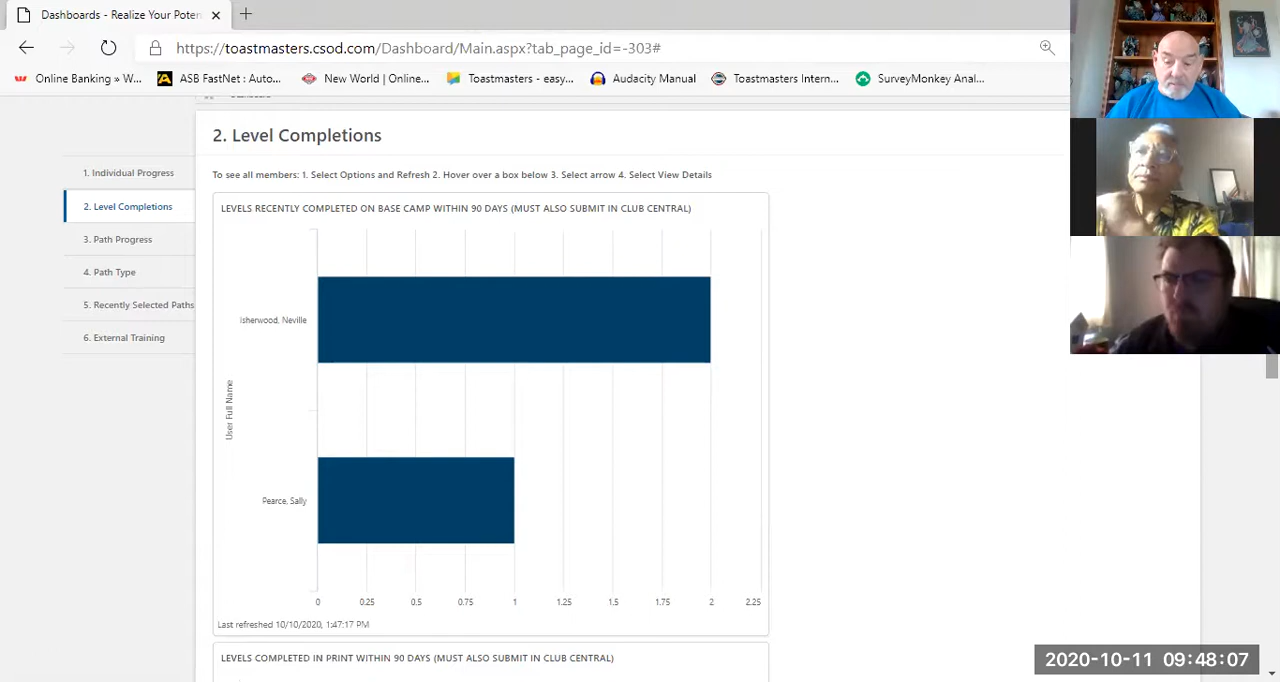 Dashboards - Realize Your Poten
https://toastmasters.csod.com/Dashboard/Main.aspx?tab_page_id=-303#
Online Banking » W...
ASB FastNet : Auto...
New World | Online...
Toastmasters - easy...
Audacity Manual
Toastmasters Intern...
SurveyMonkey Anal...
2. Level Completions
1. Individual Progress
2. Level Completions
3. Path Progress
4. Path Type
5. Recently Selected Paths
6. External Training
To see all members: 1. Select Options and Refresh 2. Hover over a box below 3. Select arrow 4. Select View Details
LEVELS RECENTLY COMPLETED ON BASE CAMP WITHIN 90 DAYS (MUST ALSO SUBMIT IN CLUB CENTRAL)
User Full Name
Isherwood, Neville
Pearce, Sally
0 0.25 0.5 0.75 1 1.25 1.5 1.75 2 2.25
Last refreshed 10/10/2020, 1:47:17 PM
LEVELS COMPLETED IN PRINT WITHIN 90 DAYS (MUST ALSO SUBMIT IN CLUB CENTRAL)
2020-10-11 09:48:07